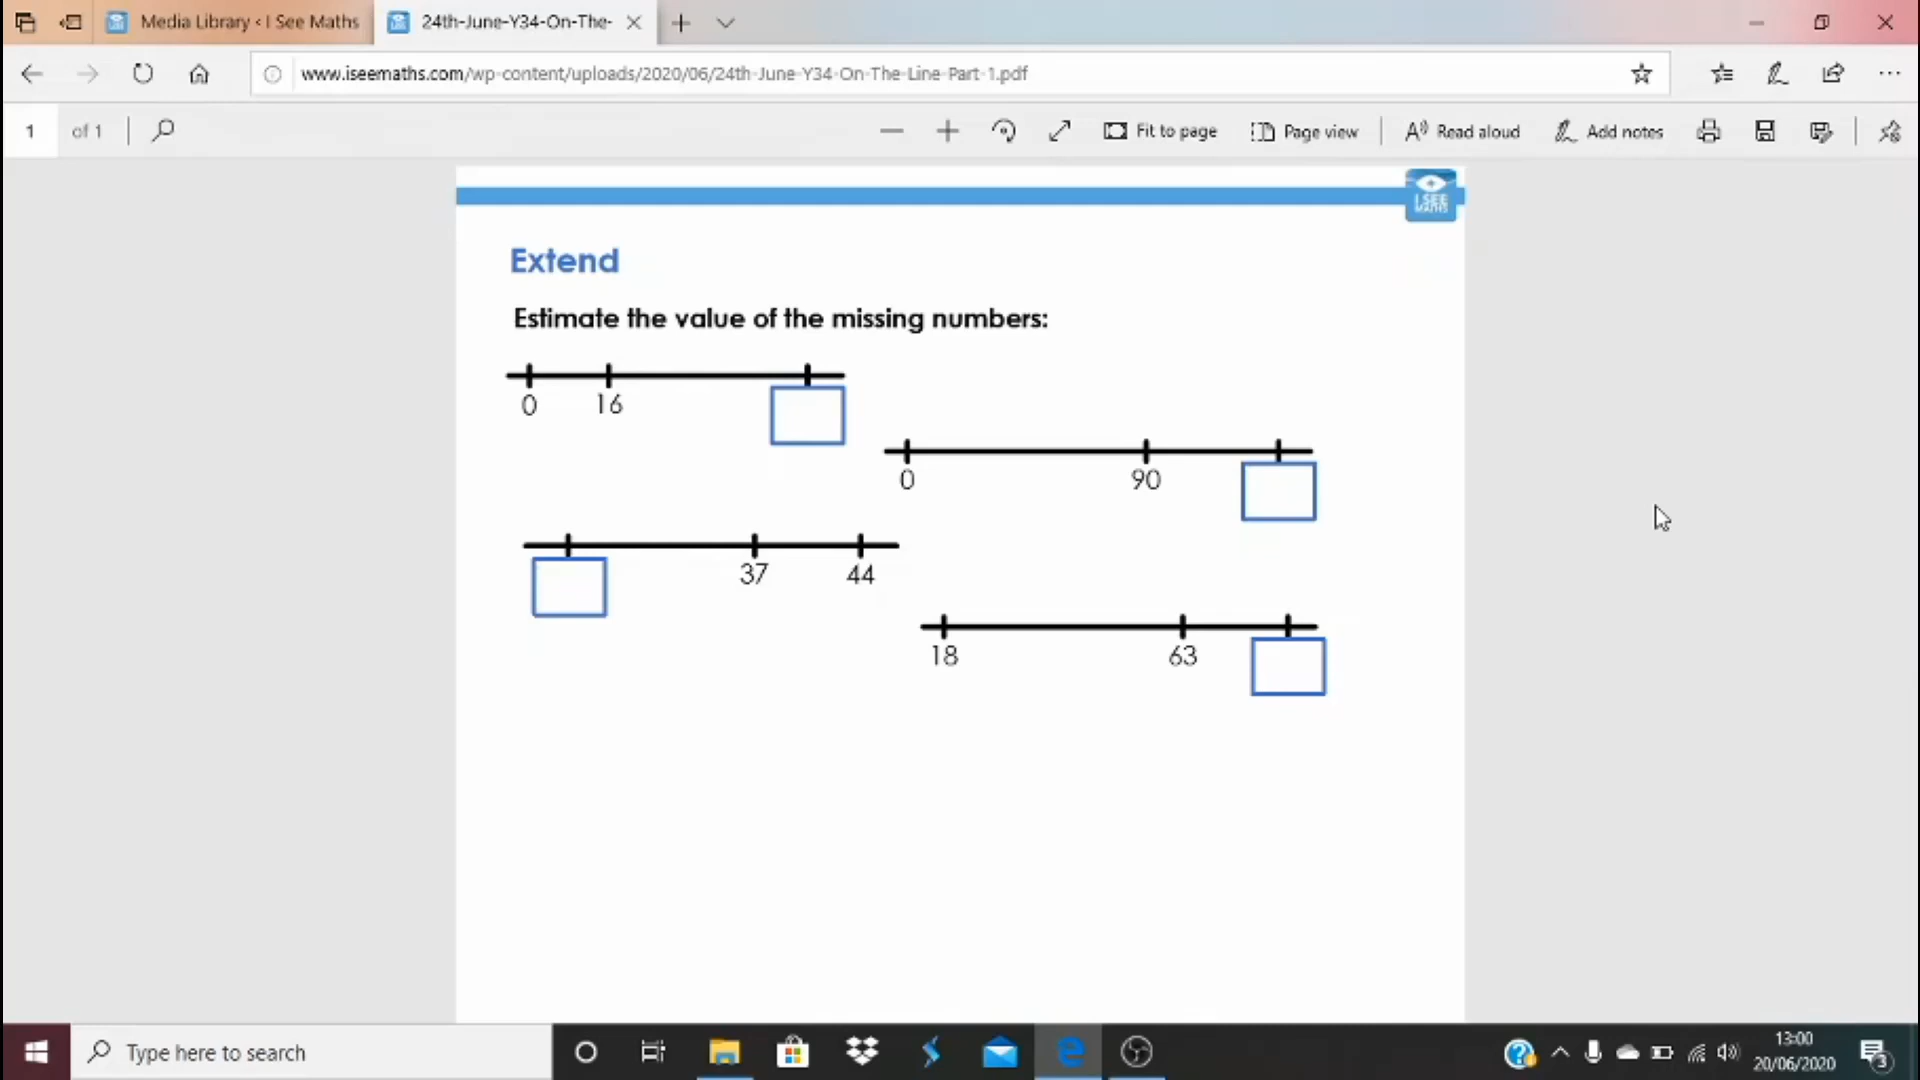 Media Library ‹ I See Maths
24th-June-Y34-On-The-
www.iseemaths.com/wp-content/uploads/2020/06/24th-June-Y34-On-The-Line-Part-1.pdf
1 of 1
Fit to page
Page view
Read aloud
Add notes
I SEE
MATHS
Extend
Estimate the value of the missing numbers:
0 16
0 90
37 44
18 63
Type here to search
13:00
20/06/2020
3